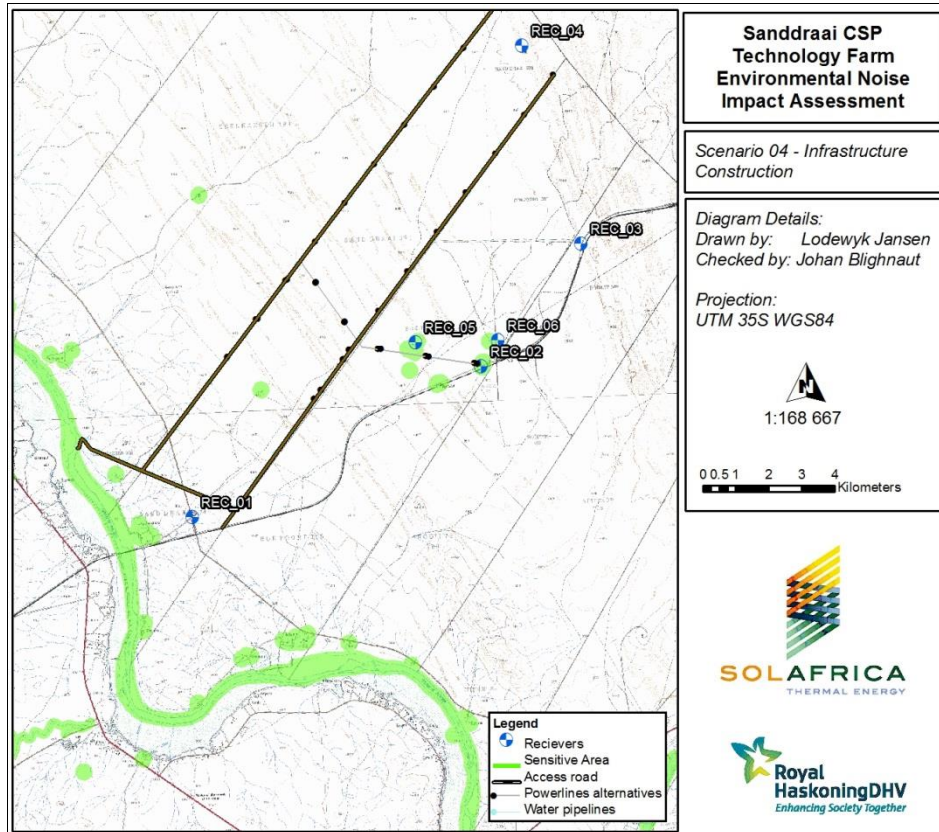 REC_04
REC_03
REC_05
REC_06
REC_02
REC_01
Legend
Recievers
Sensitive Area
Access road
Powerlines alternatives
Water pipelines
Sanddraai CSP
Technology Farm
Environmental Noise
Impact Assessment
Scenario 04 - Infrastructure
Construction
Diagram Details:
Drawn by: Lodewyk Jansen
Checked by: Johan Blighnaut
Projection:
UTM 35S WGS84
N
1:168 667
0 0.5 1 2 3 4
Kilometers
SOLAFRICA
THERMAL ENERGY
Royal
HaskoningDHV
Enhancing Society Together